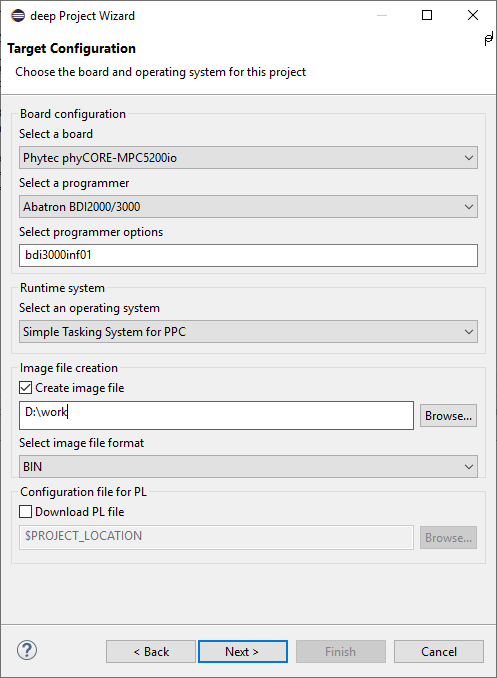 deep Project Wizard
Target Configuration
Choose the board and operating system for this project
Board configuration
Select a board
Phytec phyCORE-MPC5200io
Select a programmer
Abatron BDI2000/3000
Select programmer options
bdi3000inf01
Runtime system
Select an operating system
Simple Tasking System for PPC
Image file creation
Create image file
D:\work
Browse...
Select image file format
BIN
Configuration file for PL
Download PL file
$PROJECT_LOCATION
Browse...
?
< Back
Next >
Finish
Cancel